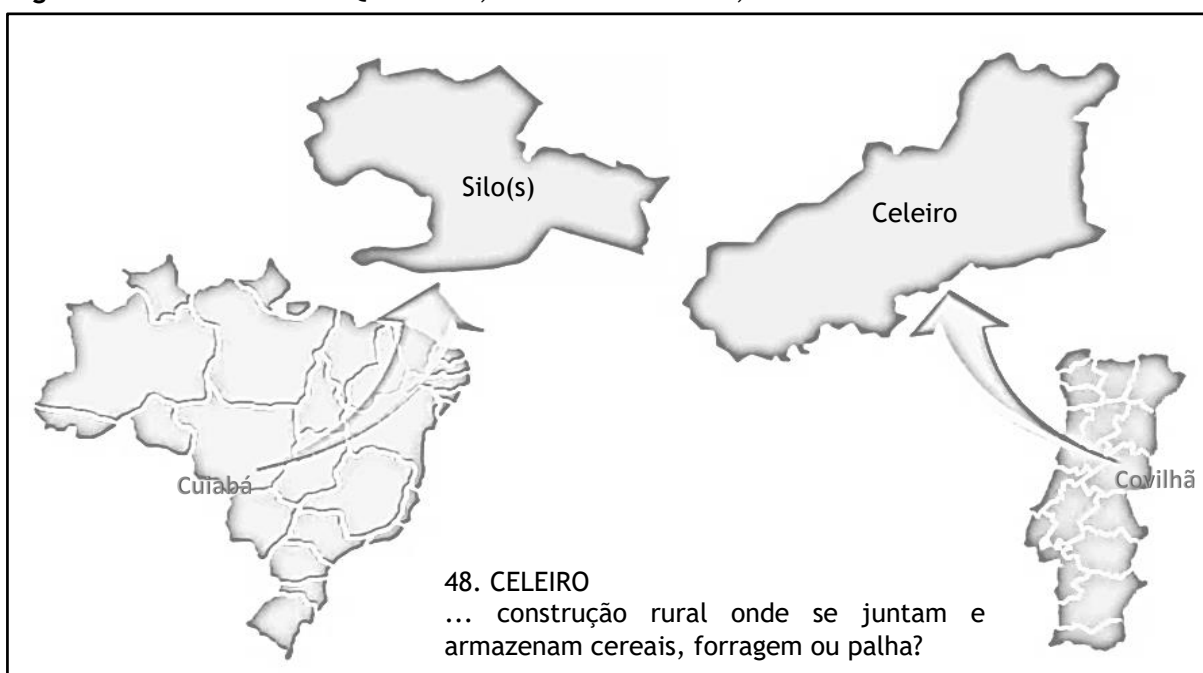 Silo(s)
Celeiro
Cuiabá
Covilhã
48. CELEIRO
... construção rural onde se juntam e
armazenam cereais, forragem ou palha?